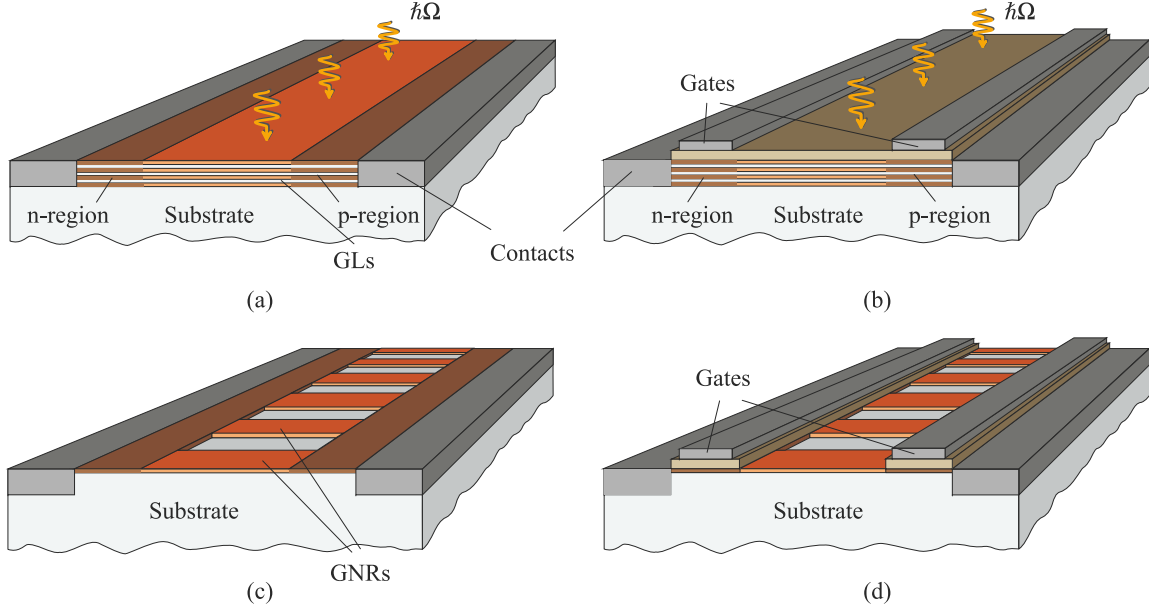 ħΩ
ħΩ
Gates
n-region
Substrate
p-region
n-region
Substrate
p-region
GLs
Contacts
(a)
(b)
Gates
Substrate
Substrate
GNRs
(c)
(d)